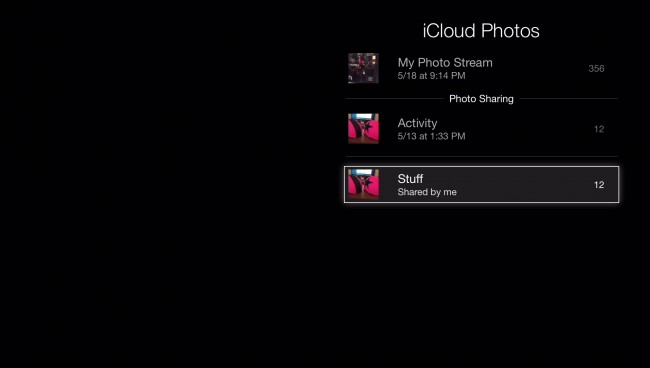 iCloud Photos
My Photo Stream
5/18 at 9:14 PM
356
Photo Sharing
Activity
5/13 at 1:33 PM
12
Stuff
Shared by me
12